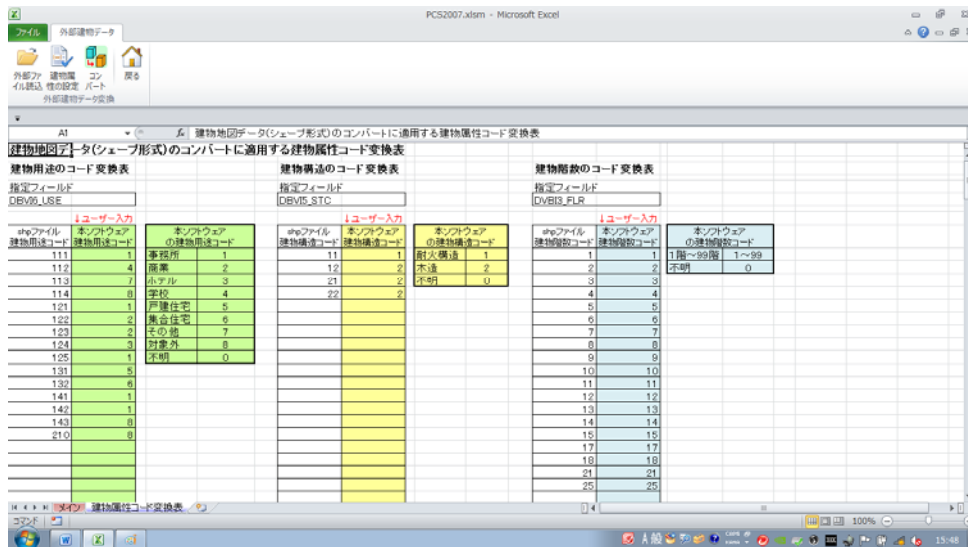 PCS2007.xlsm - Microsoft Excel
ファイル 外部建物データ
外部ファイル読込 建物属性の設定 コンバート 戻る
外部建物データ変換
A1 fx 建物地図データ(シェープ形式)のコンバートに適用する建物属性コード変換表
建物地図データ(シェープ形式)のコンバートに適用する建物属性コード変換表
建物用途のコード変換表 建物構造のコード変換表 建物階数のコード変換表
指定フィールド 指定フィールド 指定フィールド
DBVI6_USE DBVI5_STC DVBI3_FLR
↓ユーザー入力 ↓ユーザー入力 ↓ユーザー入力
shpファイル 本ソフトウェア 本ソフトウェア shpファイル 本ソフトウェア 本ソフトウェア shpファイル 本ソフトウェア 本ソフトウェア
建物用途コード 建物用途コード の建物用途コード 建物構造コード 建物構造コード の建物構造コード 建物階数コード 建物階数コード の建物階数コード
111 1 事務所 1 11 1 耐火構造 1 1 1 1階~99階 1~99
112 4 商業 2 12 2 木造 2 2 2 不明 0
113 7 ホテル 3 21 2 不明 0 3 3
114 8 学校 4 22 2 4 4
121 1 戸建住宅 5 5 5
122 2 集合住宅 6 6 6
123 2 その他 7 7 7
124 3 対象外 8 8 8
125 1 不明 0 9 9
131 5 10 10
132 6 11 11
141 1 12 12
142 1 13 13
143 8 14 14
210 8 15 15
17 17
18 18
21 21
25 25
メイン 建物属性コード変換表
コマンド 100%
A 般 15:48